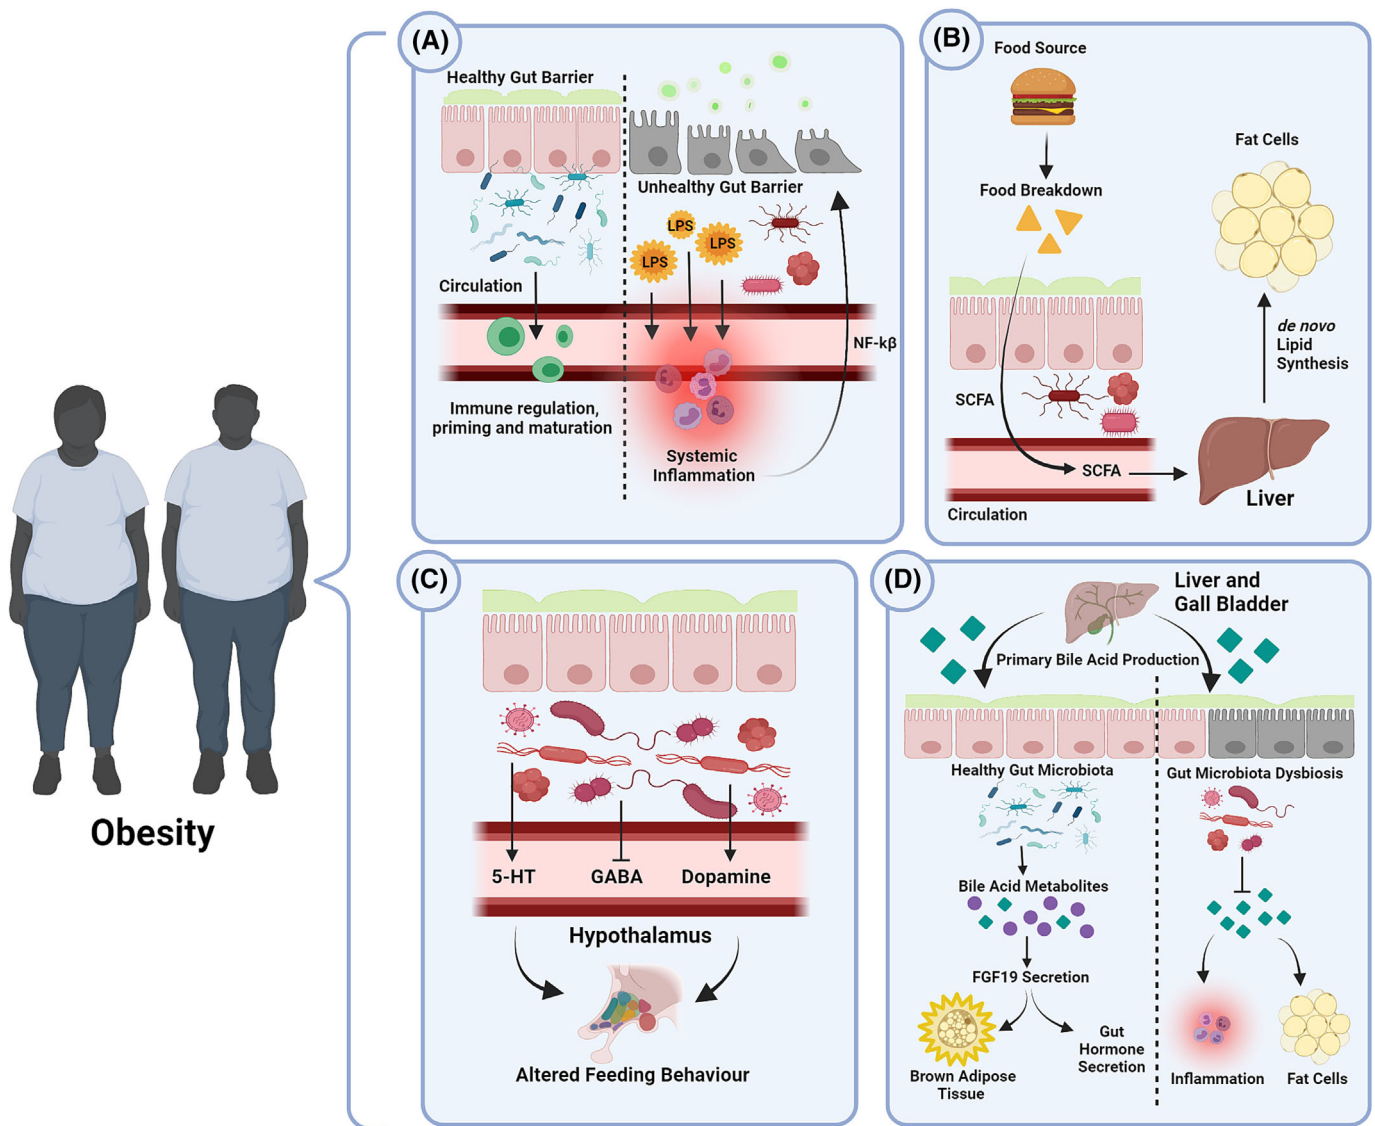 Obesity
(A)
Healthy Gut Barrier
Unhealthy Gut Barrier
LPS
LPS
LPS
Circulation
NF-kβ
Immune regulation,
priming and maturation
Systemic
Inflammation
(B)
Food Source
Food Breakdown
Fat Cells
de novo
Lipid
Synthesis
SCFA
SCFA
Liver
Circulation
(C)
5-HT
GABA
Dopamine
Hypothalamus
Altered Feeding Behaviour
(D)
Liver and
Gall Bladder
Primary Bile Acid Production
Healthy Gut Microbiota
Gut Microbiota Dysbiosis
Bile Acid Metabolites
FGF19 Secretion
Brown Adipose
Tissue
Gut
Hormone
Secretion
Inflammation
Fat Cells